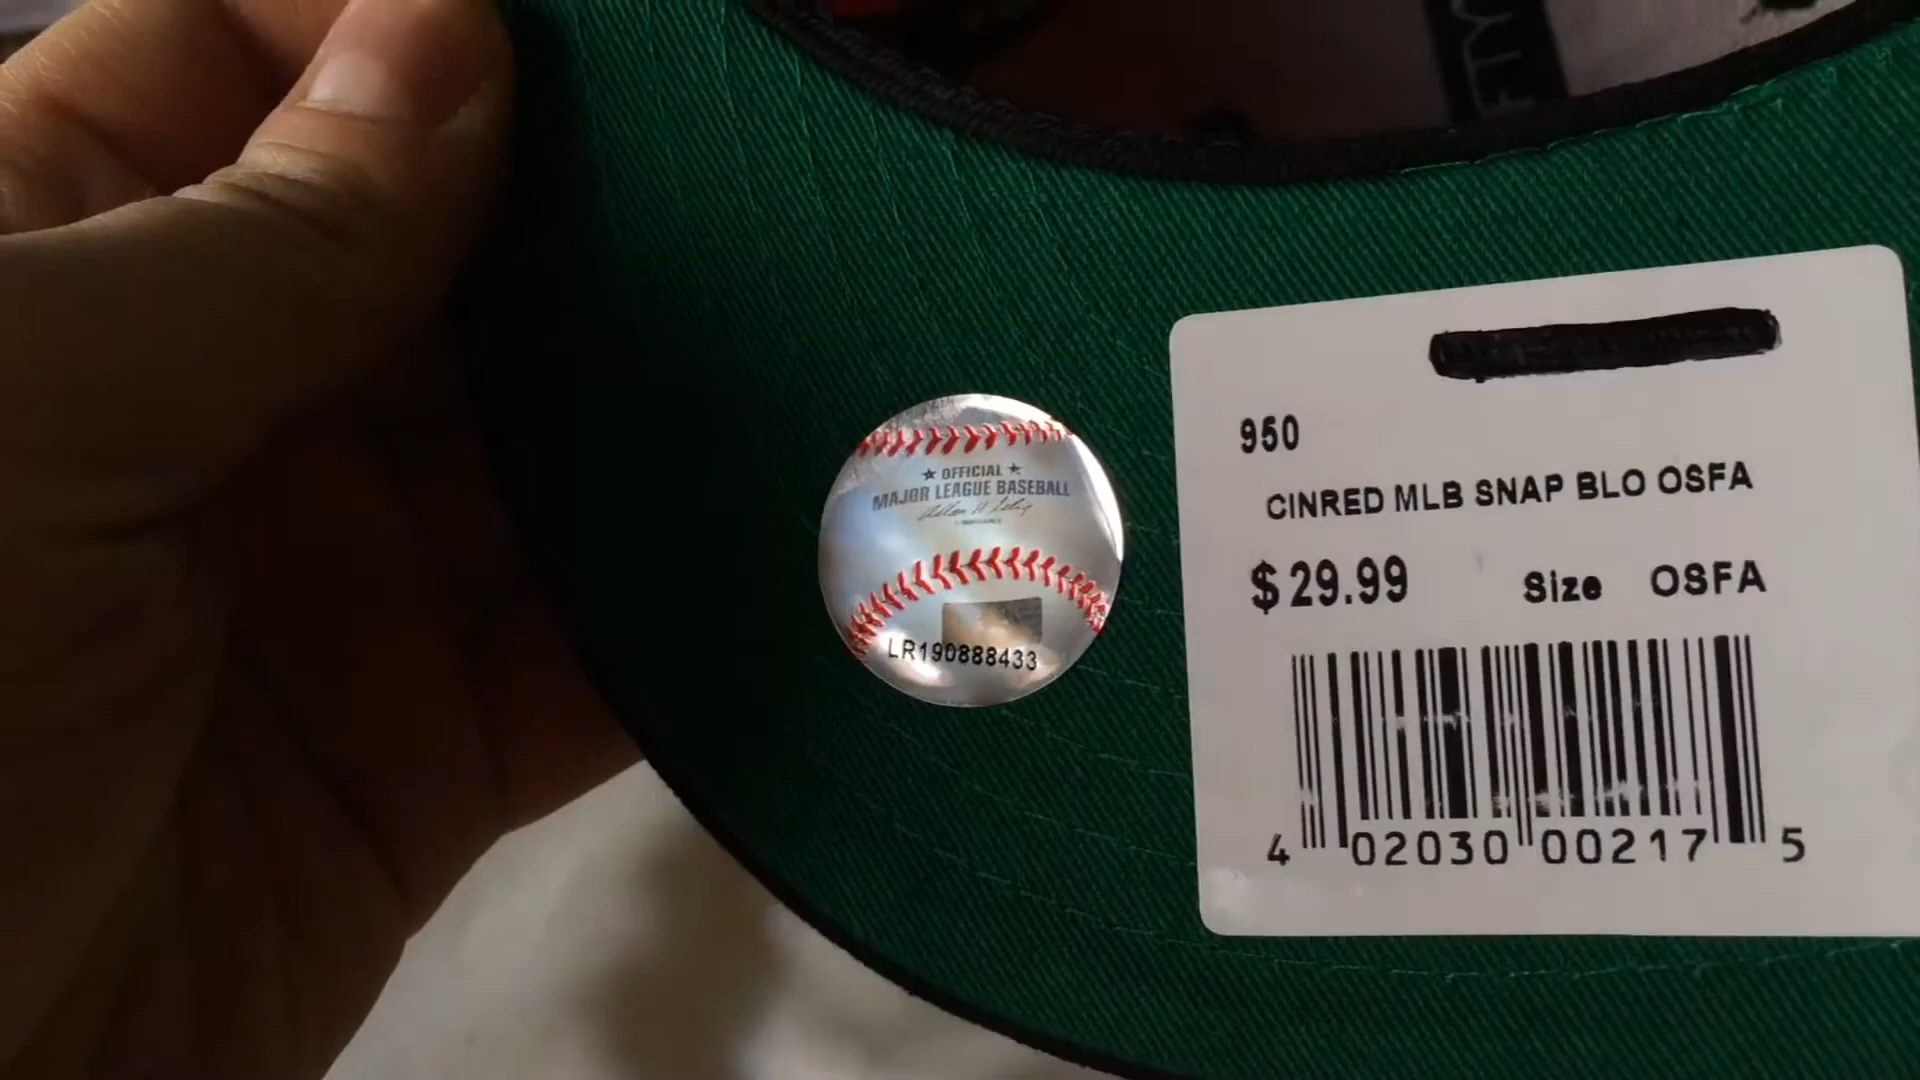 FIFTY
★ OFFICIAL ★
MAJOR LEAGUE BASEBALL
LR190888433
950
CINRED MLB SNAP BLO OSFA
$29.99 Size OSFA
4 02030 00217 5